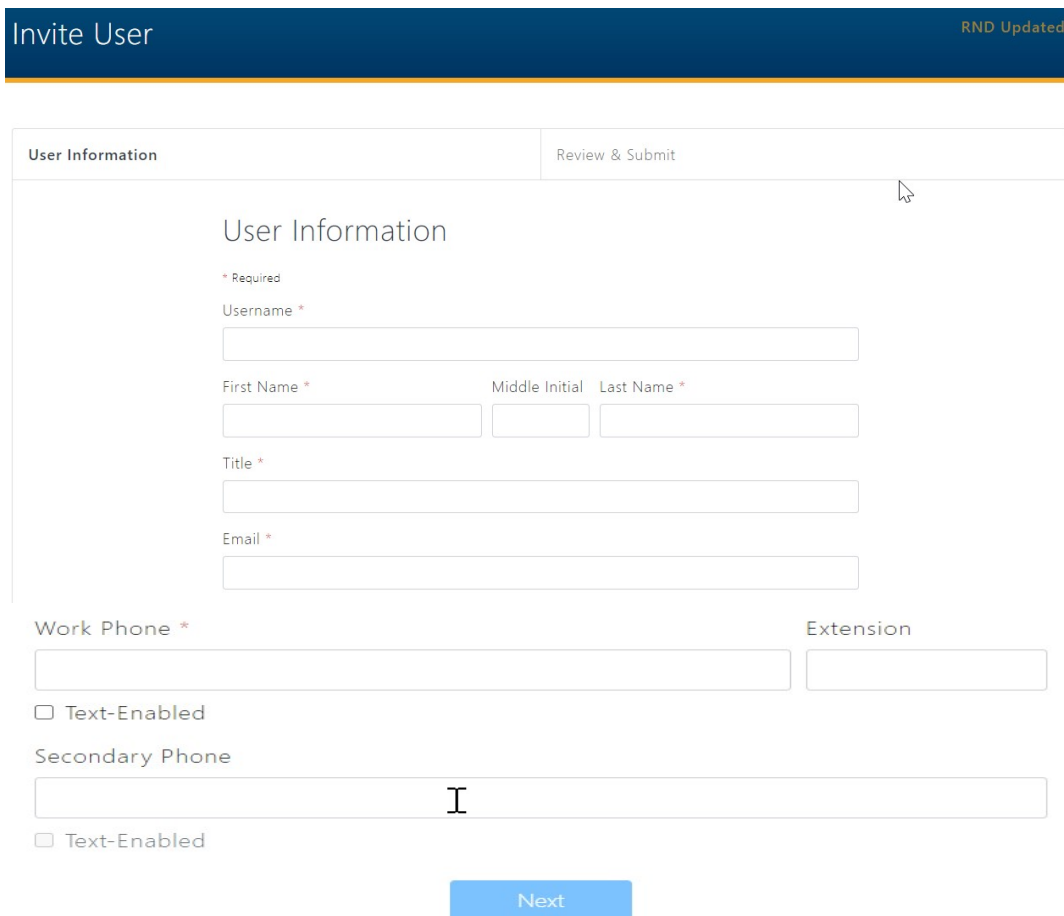 Invite User
RND Updated
User Information
Review & Submit
User Information
* Required
Username *
First Name * Middle Initial Last Name *
Title *
Email *
Work Phone * Extension
Text-Enabled
Secondary Phone
Text-Enabled
Next